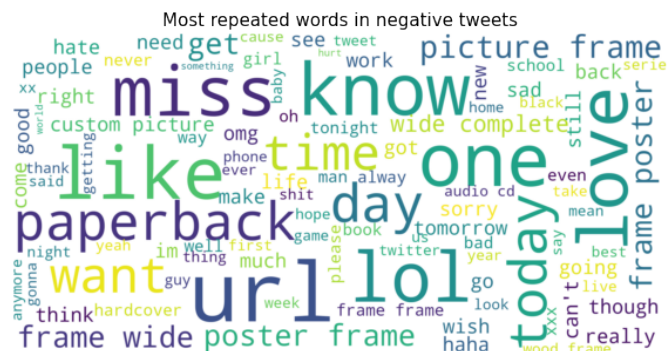 Most repeated words in negative tweets
hate
need
get
cause
girl
see
tweet
hurt
picture frame
people
never
something
work
school
back
serie
xx
right
miss
baby
know
new
sad
love
frame poster
good
world
custom picture
way
omg
oh
tonight
home
black
wide complete
still
like
time
got
one
getting
thank
said
come
phone
ever
life
man alway
audio cd
even
take
mean
paperback
make
shit
hope
day
sorry
tomorrow
today
say
game
book
us
twitter
bad
year
best
night
yeah
im
well
first
thing
much
please
lol
go
going
live
anymore
gonna
want
guy
url
week
look
can't
though
think
hardcover
frame frame
wish
xxx
really
frame wide
poster frame
haha
wood frame